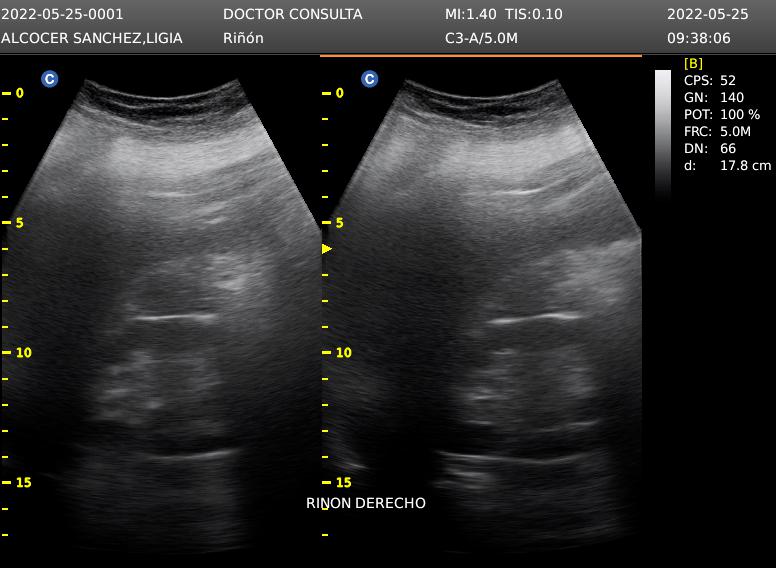 2022-05-25-0001 DOCTOR CONSULTA MI:1.40 TIS:0.10 2022-05-25
ALCOCER SANCHEZ,LIGIA Riñón C3-A/5.0M 09:38:06
[B]
CPS: 52
GN: 140
POT: 100 %
FRC: 5.0M
DN: 66
d: 17.8 cm
C C
0 0
5 5
10 10
15 15
RINON DERECHO